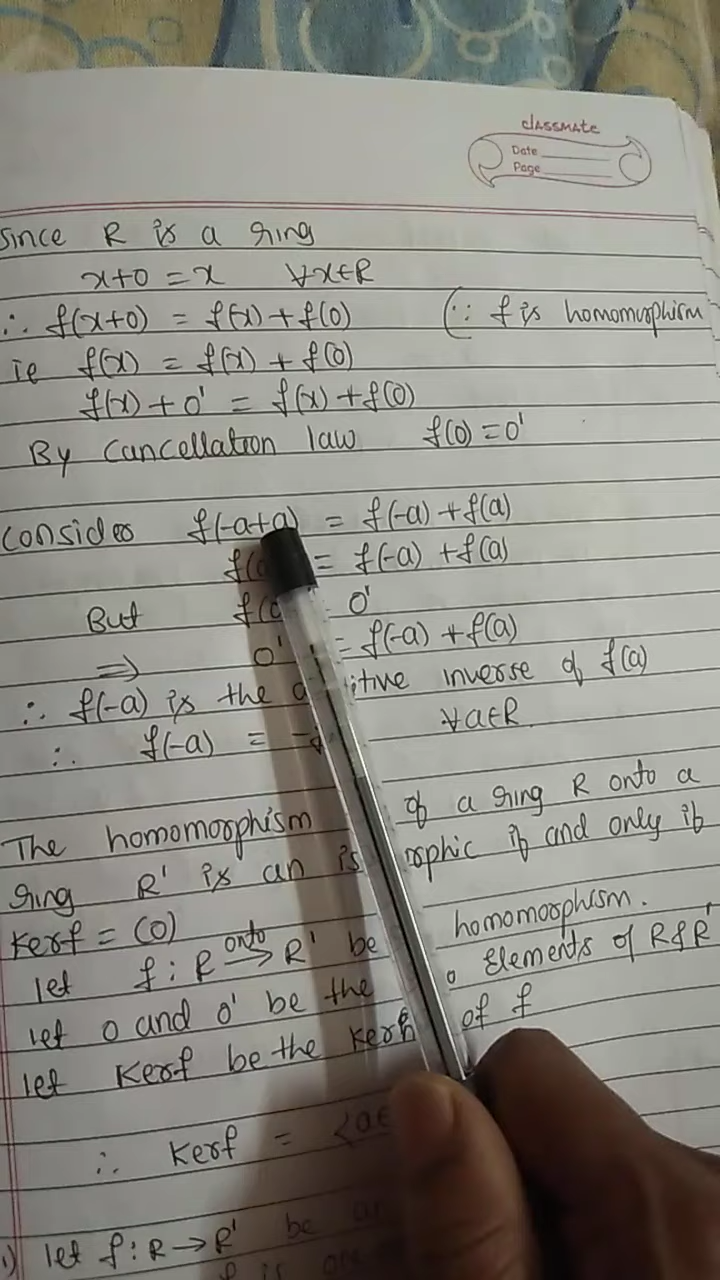 classmate
Date
Page
Since R is a ring
x+0 = x ∀x∈R
∴ f(x+0) = f(x)+f(0) (∵ f is homomorphism
ie f(x) = f(x) + f(0)
f(x) + 0' = f(x)+f(0)
By Cancellation law f(0) = 0'
Consider f(-a+a) = f(-a) + f(a)
= f(-a) + f(a)
But 0'
⇒ 0' = f(-a) + f(a)
∴ f(-a) is the inverse of f(a)
∴ f(-a) = ∀a∈R.
The homomorphism of a ring R onto a
ring R' is an if and only if
Kerf = (0)
let f : R onto→ R' be homomorphism.
let 0 and 0' be the Elements of R & R'
let Kerf be the of f
∴ Kerf =
1) let f : R → R' be